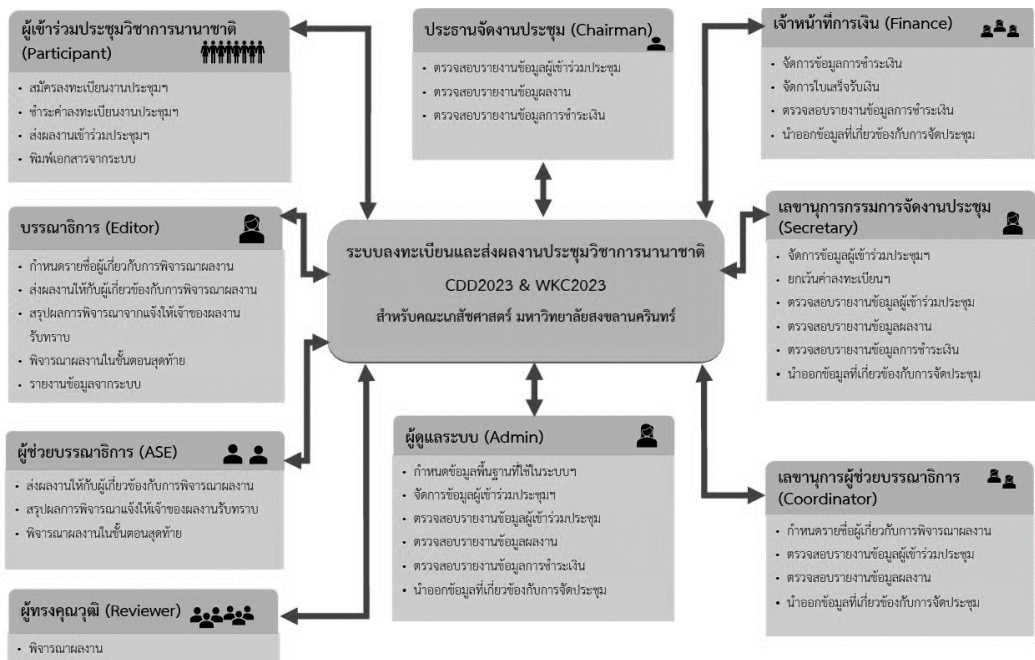 ผู้เข้าร่วมประชุมวิชาการนานาชาติ
(Participant)
• สมัครลงทะเบียนงานประชุมฯ
• ชำระค่าลงทะเบียนงานประชุมฯ
• ส่งผลงานเข้าร่วมประชุมฯ
• พิมพ์เอกสารจากระบบ
ประธานจัดงานประชุม (Chairman)
• ตรวจสอบรายงานข้อมูลผู้เข้าร่วมประชุม
• ตรวจสอบรายงานข้อมูผลงาน
• ตรวจสอบรายงานข้อมูลการชำระเงิน
เจ้าหน้าที่การเงิน (Finance)
• จัดการข้อมูลการชำระเงิน
• จัดการใบเสร็จรับเงิน
• ตรวจสอบรายงานข้อมูลการชำระเงิน
• นำออกข้อมูลที่เกี่ยวข้องกับการจัดประชุม
บรรณาธิการ (Editor)
• กำหนดรายชื่อผู้เกี่ยวกับการพิจารณาผลงาน
• ส่งผลงานให้กับผู้เกี่ยวข้องกับการพิจารณาผลงาน
• สรุปผลการพิจารณาจากแจ้งให้เจ้าของผลงาน
รับทราบ
• พิจารณาผลงานในขั้นตอนสุดท้าย
• รายงานข้อมูลจากระบบ
ระบบลงทะเบียนและส่งผลงานประชุมวิชาการนานาชาติ
CDD2023 & WKC2023
สำหรับคณะเภสัชศาสตร์ มหาวิทยาลัยสงขลานครินทร์
เลขานุการกรรมการจัดงานประชุม
(Secretary)
• จัดการข้อมูลผู้เข้าร่วมประชุมฯ
• ยกเว้นค่าลงทะเบียนฯ
• ตรวจสอบรายงานข้อมูลผู้เข้าร่วมประชุม
• ตรวจสอบรายงานข้อมูลผลงาน
• ตรวจสอบรายงานข้อมูลการชำระเงิน
• นำออกข้อมูลที่เกี่ยวข้องกับการจัดประชุม
ผู้ช่วยบรรณาธิการ (ASE)
• ส่งผลงานให้กับผู้เกี่ยวข้องกับการพิจารณาผลงาน
• สรุปผลการพิจารณาแจ้งให้เจ้าของผลงานรับทราบ
• พิจารณาผลงานในขั้นตอนสุดท้าย
ผู้ดูแลระบบ (Admin)
• กำหนดข้อมูลพื้นฐานที่ใช้ในระบบฯ
• จัดการข้อมูลผู้เข้าร่วมประชุมฯ
• ตรวจสอบรายงานข้อมูลผู้เข้าร่วมประชุม
• ตรวจสอบรายงานข้อมูลผลงาน
• ตรวจสอบรายงานข้อมูลการชำระเงิน
• นำออกข้อมูลที่เกี่ยวข้องกับการจัดประชุม
เลขานุการผู้ช่วยบรรณาธิการ
(Coordinator)
• กำหนดรายชื่อผู้เกี่ยวกับการพิจารณาผลงาน
• ตรวจสอบรายงานข้อมูลผู้เข้าร่วมประชุม
• ตรวจสอบรายงานข้อมูลผลงาน
• นำออกข้อมูลที่เกี่ยวข้องกับการจัดประชุม
ผู้ทรงคุณวุฒิ (Reviewer)
• พิจารณาผลงาน